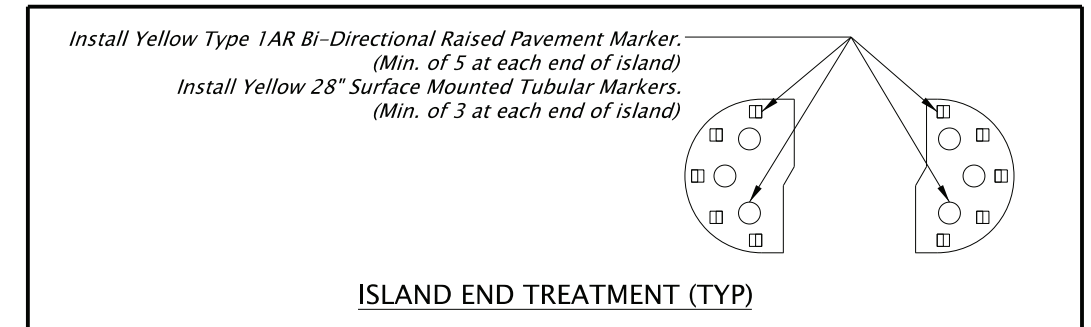 Install Yellow Type 1AR Bi-Directional Raised Pavement Marker.
(Min. of 5 at each end of island)
Install Yellow 28" Surface Mounted Tubular Markers.
(Min. of 3 at each end of island)
ISLAND END TREATMENT (TYP)